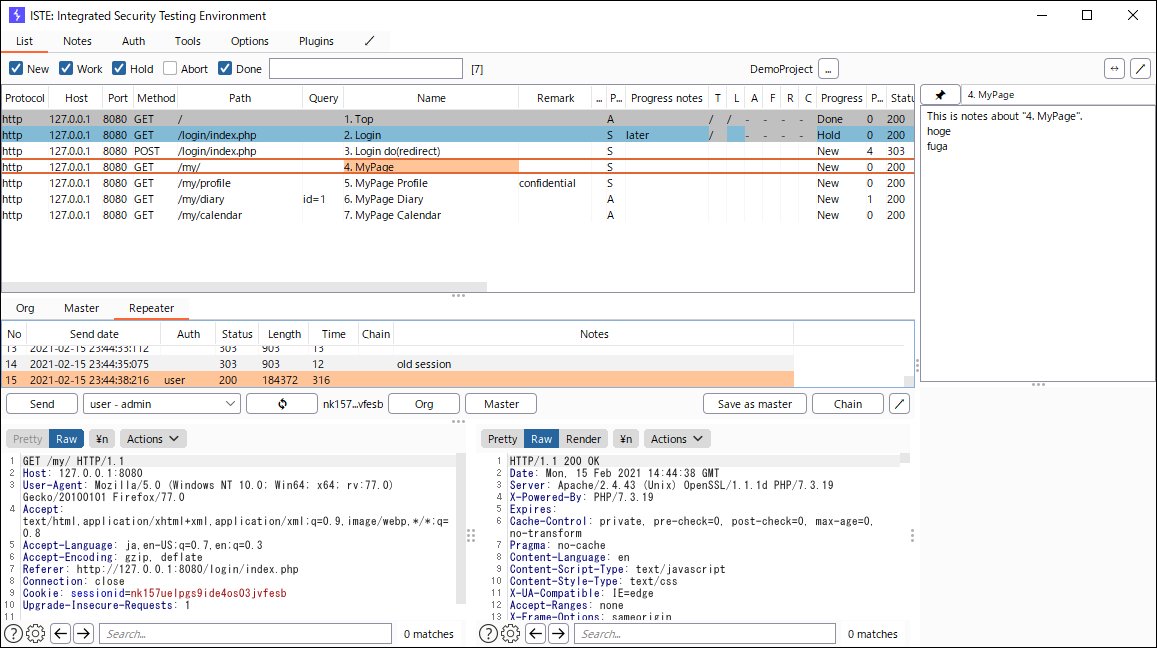 ISTE: Integrated Security Testing Environment
List Notes Auth Tools Options Plugins
New Work Hold Abort Done [7] DemoProject ...
Protocol Host Port Method Path Query Name Remark ... P... Progress notes T L A F R C Progress P... Statu
http 127.0.0.1 8080 GET / 1. Top A / / - - - - Done 0 200
http 127.0.0.1 8080 GET /login/index.php 2. Login S later / - - - - Hold 0 200
http 127.0.0.1 8080 POST /login/index.php 3. Login do(redirect) S New 4 303
http 127.0.0.1 8080 GET /my/ 4. MyPage S New 0 200
http 127.0.0.1 8080 GET /my/profile 5. MyPage Profile confidential S New 0 200
http 127.0.0.1 8080 GET /my/diary id=1 6. MyPage Diary A New 1 200
http 127.0.0.1 8080 GET /my/calendar 7. MyPage Calendar A New 0 200
4. MyPage
This is notes about "4. MyPage".
hoge
fuga
Org Master Repeater
No Send date Auth Status Length Time Chain Notes
13 2021-02-15 23:44:33:112 303 903 13
14 2021-02-15 23:44:35:075 303 903 12 old session
15 2021-02-15 23:44:38:216 user 200 184372 316
Send user - admin nk157...vfesb Org Master Save as master Chain
Pretty Raw ¥n Actions
1 GET /my/ HTTP/1.1
2 Host: 127.0.0.1:8080
3 User-Agent: Mozilla/5.0 (Windows NT 10.0; Win64; x64; rv:77.0)
Gecko/20100101 Firefox/77.0
4 Accept:
text/html,application/xhtml+xml,application/xml;q=0.9,image/webp,*/*;q=
0.8
5 Accept-Language: ja,en-US;q=0.7,en;q=0.3
6 Accept-Encoding: gzip, deflate
7 Referer: http://127.0.0.1:8080/login/index.php
8 Connection: close
9 Cookie: sessionid=nk157uelpgs9ide4os03jvfesb
10 Upgrade-Insecure-Requests: 1
11
Search... 0 matches
Pretty Raw Render ¥n Actions
1 HTTP/1.1 200 OK
2 Date: Mon, 15 Feb 2021 14:44:38 GMT
3 Server: Apache/2.4.43 (Unix) OpenSSL/1.1.1d PHP/7.3.19
4 X-Powered-By: PHP/7.3.19
5 Expires:
6 Cache-Control: private, pre-check=0, post-check=0, max-age=0,
no-transform
7 Pragma: no-cache
8 Content-Language: en
9 Content-Script-Type: text/javascript
10 Content-Style-Type: text/css
11 X-UA-Compatible: IE=edge
12 Accept-Ranges: none
13 X-Frame-Options: sameorigin
Search... 0 matches